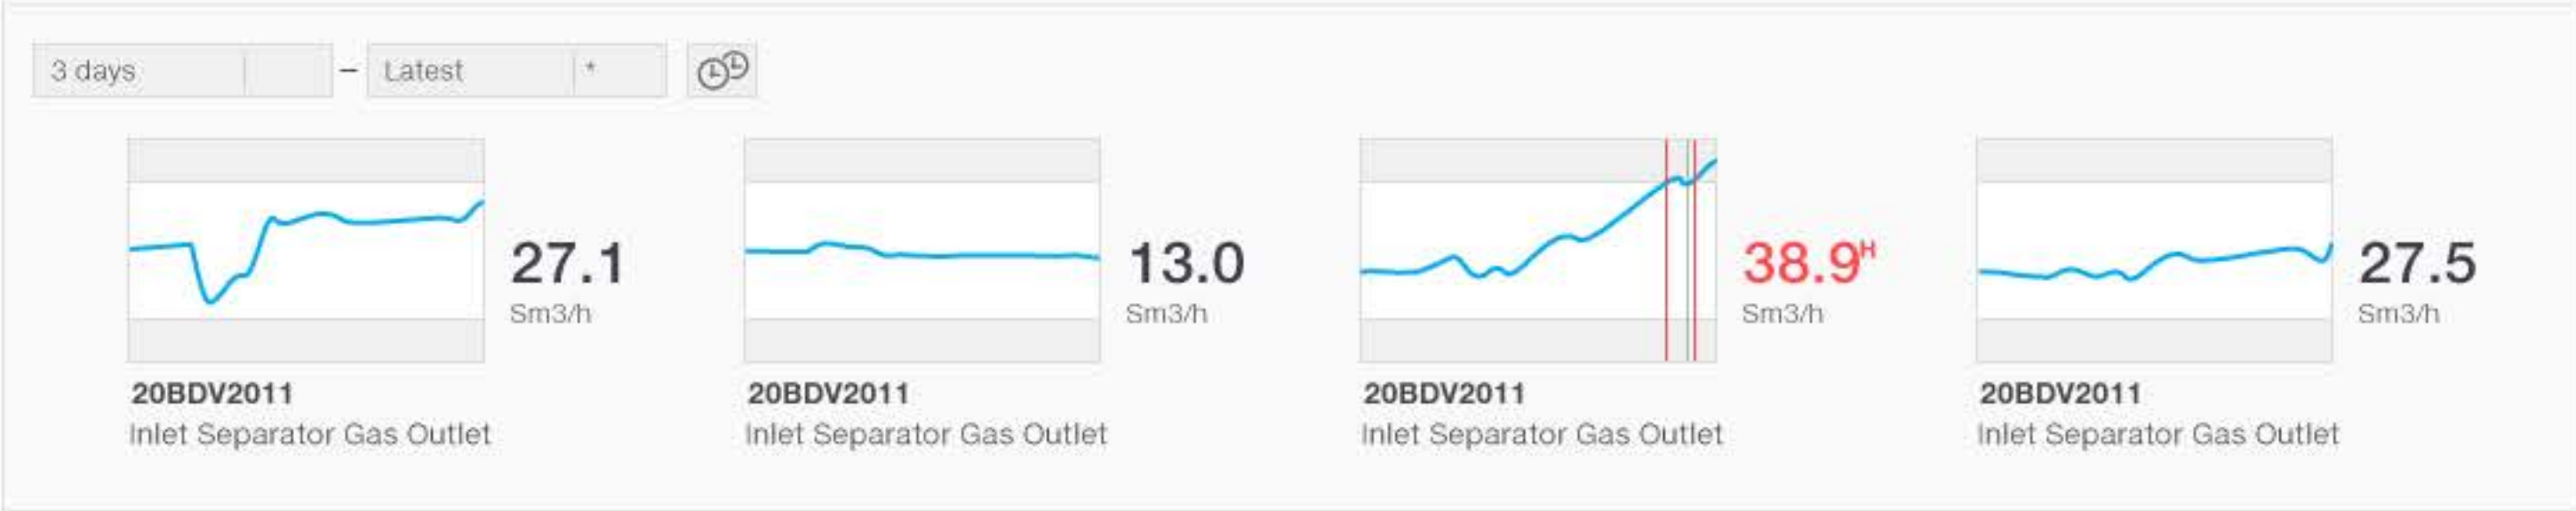 3 days – Latest *
27.1
Sm3/h
20BDV2011
Inlet Separator Gas Outlet
13.0
Sm3/h
20BDV2011
Inlet Separator Gas Outlet
38.9H
Sm3/h
20BDV2011
Inlet Separator Gas Outlet
27.5
Sm3/h
20BDV2011
Inlet Separator Gas Outlet